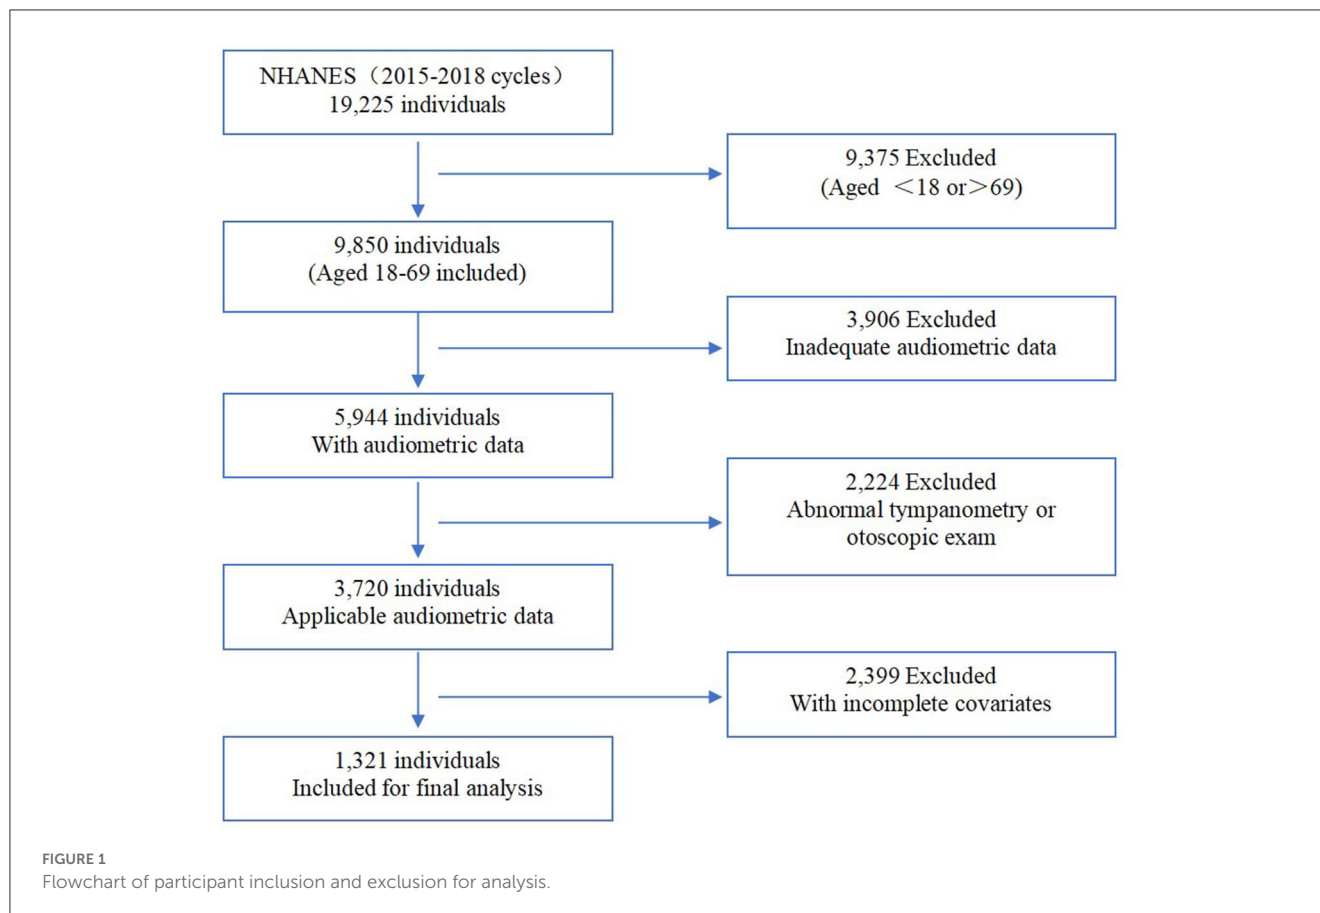 NHANES（2015-2018 cycles）
19,225 individuals
9,375 Excluded
(Aged ＜18 or＞69)
9,850 individuals
(Aged 18-69 included)
3,906 Excluded
Inadequate audiometric data
5,944 individuals
With audiometric data
2,224 Excluded
Abnormal tympanometry or
otoscopic exam
3,720 individuals
Applicable audiometric data
2,399 Excluded
With incomplete covariates
1,321 individuals
Included for final analysis
FIGURE 1
Flowchart of participant inclusion and exclusion for analysis.